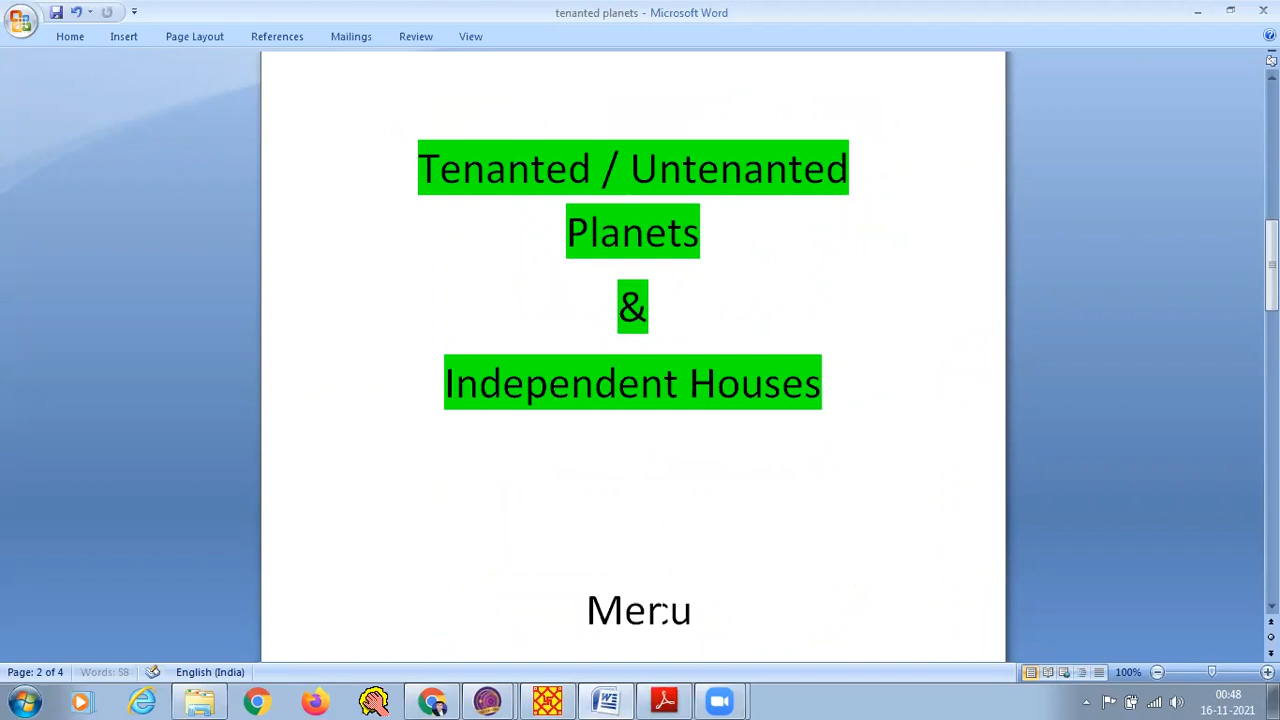 tenanted planets - Microsoft Word
Home Insert Page Layout References Mailings Review View
Tenanted / Untenanted
Planets
&
Independent Houses
Menu
Page: 2 of 4 Words: 58 English (India) 100%
00:48
16-11-2021